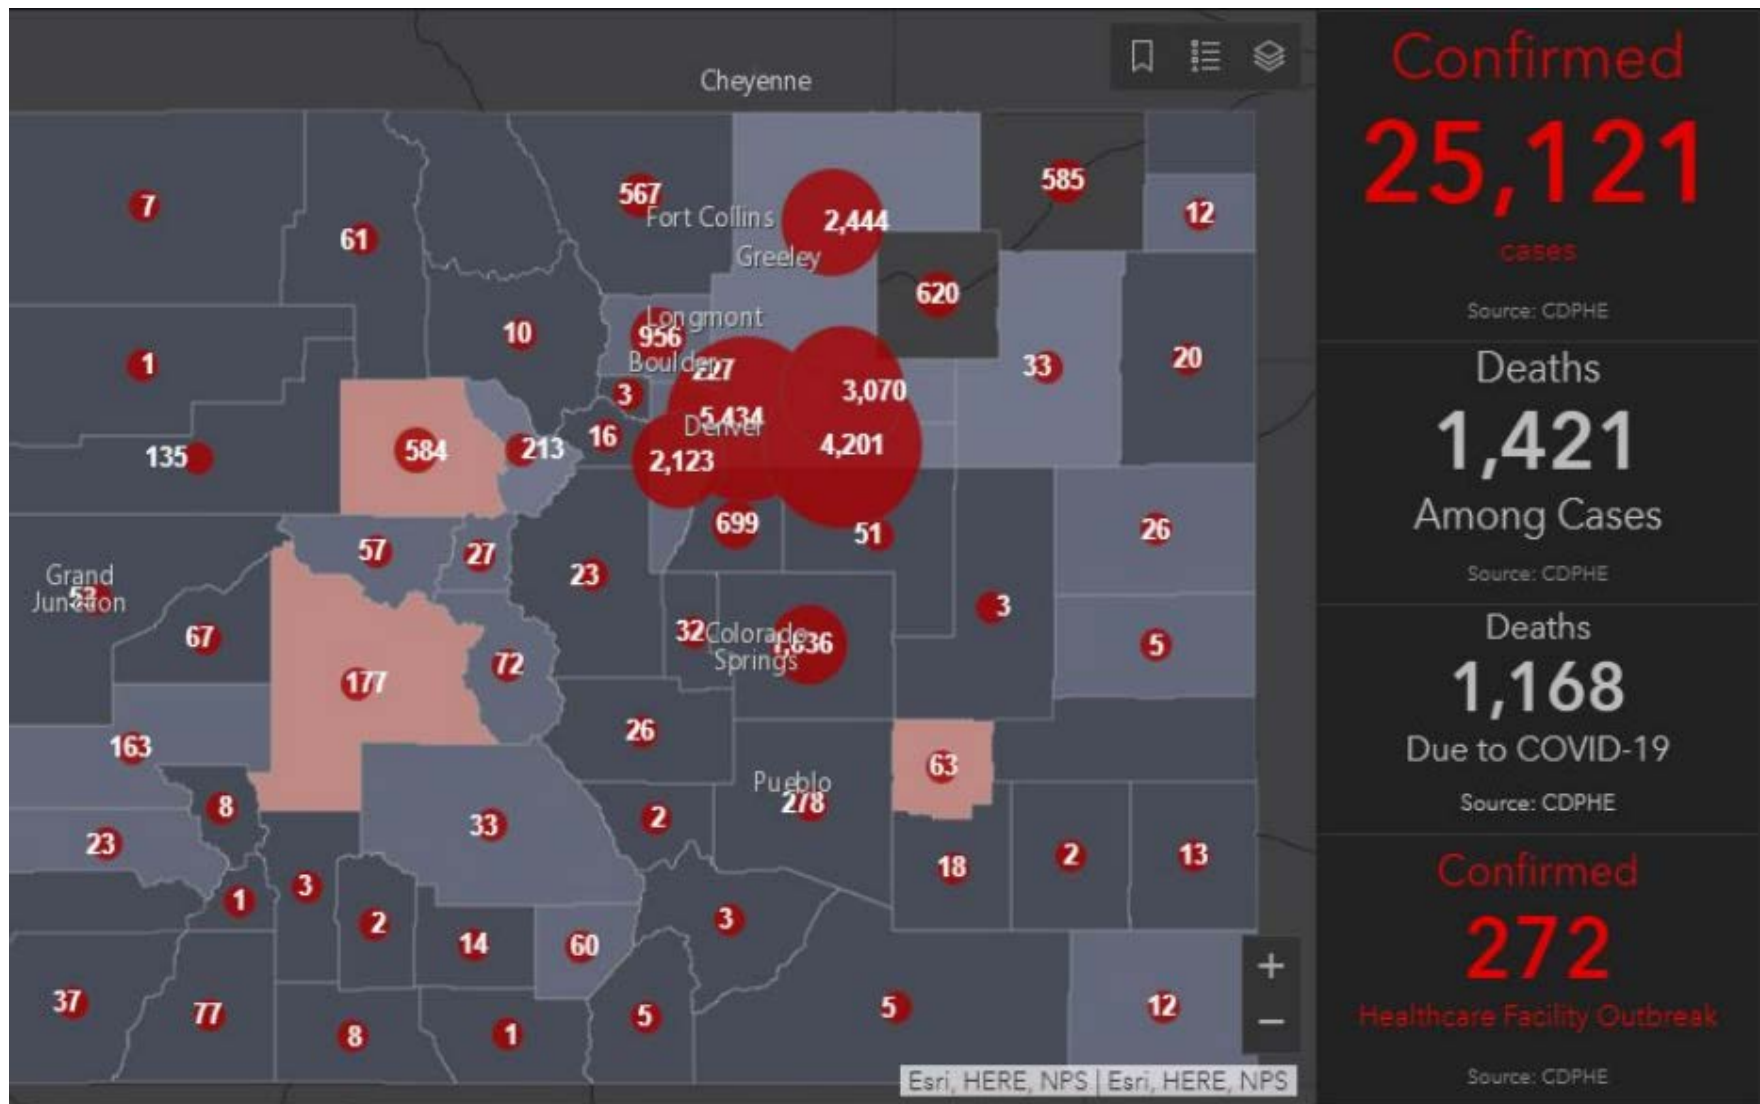 Cheyenne
585
567
Fort Collins
2,444
12
7
61
Greeley
620
Longmont
956
10
1
Boulder
227
33
20
3
3,070
5,434
Denver
16
4,201
135
584
213
2,123
699
51
26
57
27
23
Grand
Junction
3
67
32
Colorado
Springs
1,636
5
72
177
26
163
63
Pueblo
278
8
33
2
23
18
2
13
3
1
2
14
60
3
37
77
8
1
5
5
12
+
−
Esri, HERE, NPS | Esri, HERE, NPS
Confirmed
25,121
cases
Source: CDPHE
Deaths
1,421
Among Cases
Source: CDPHE
Deaths
1,168
Due to COVID-19
Source: CDPHE
Confirmed
272
Healthcare Facility Outbreak
Source: CDPHE